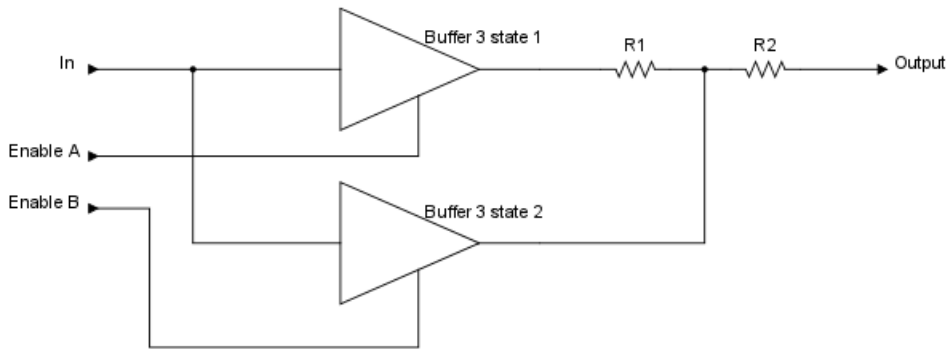 Buffer 3 state 1
R1
R2
In
Output
Enable A
Enable B
Buffer 3 state 2